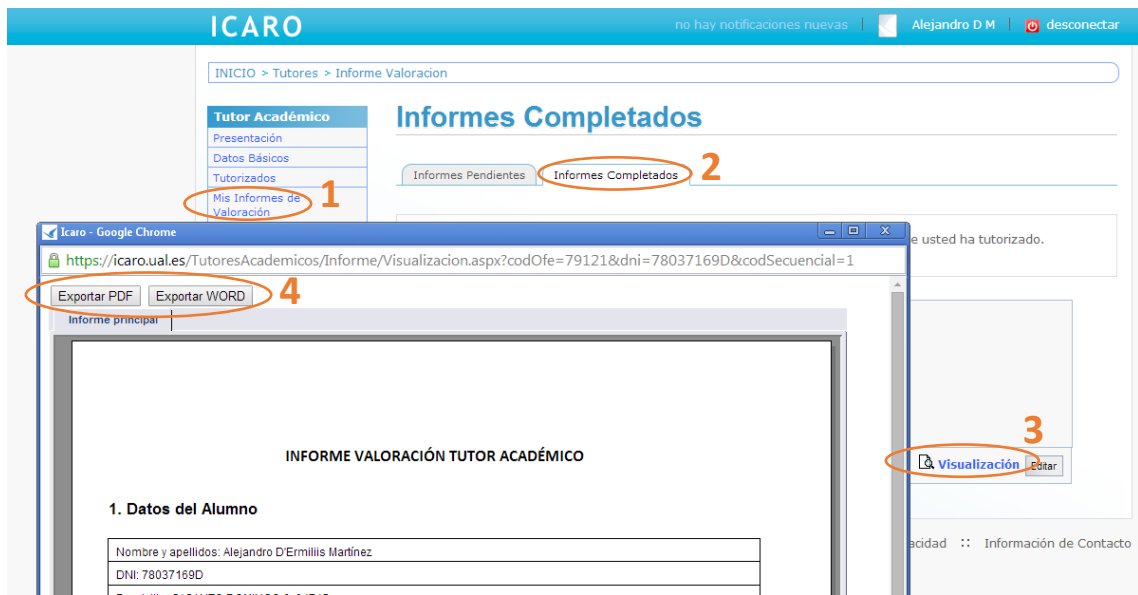 ICARO
no hay notificaciones nuevas | Alejandro D M | desconectar
INICIO > Tutores > Informe Valoracion
Tutor Académico
Presentación
Datos Básicos
Tutorizados
Mis Informes de
Valoración
1
Informes Completados
Informes Pendientes
Informes Completados
2
e usted ha tutorizado.
Icaro - Google Chrome
https://icaro.ual.es/TutoresAcademicos/Informe/Visualizacion.aspx?codOfe=79121&dni=78037169D&codSecuencial=1
Exportar PDF
Exportar WORD
4
Informe principal
INFORME VALORACIÓN TUTOR ACADÉMICO
1. Datos del Alumno
Nombre y apellidos: Alejandro D'Ermiliis Martínez
DNI: 78037169D
3
Visualización
Editar
acidad :: Información de Contacto